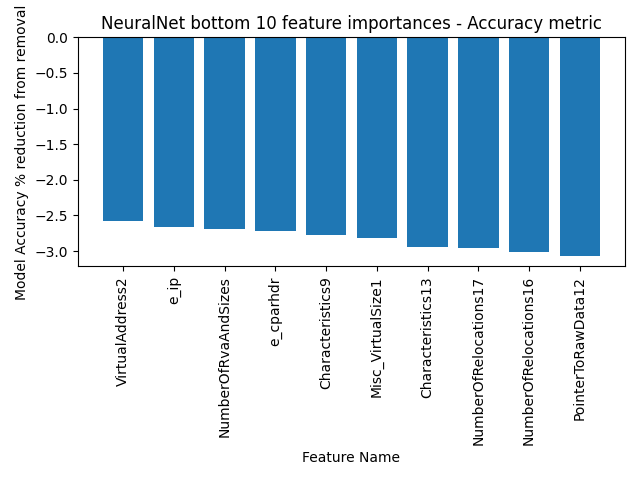 NeuralNet bottom 10 feature importances - Accuracy metric
Model Accuracy % reduction from removal
0.0
−0.5
−1.0
−1.5
−2.0
−2.5
−3.0
VirtualAddress2
e_ip
NumberOfRvaAndSizes
e_cparhdr
Characteristics9
Misc_VirtualSize1
Characteristics13
NumberOfRelocations17
NumberOfRelocations16
PointerToRawData12
Feature Name